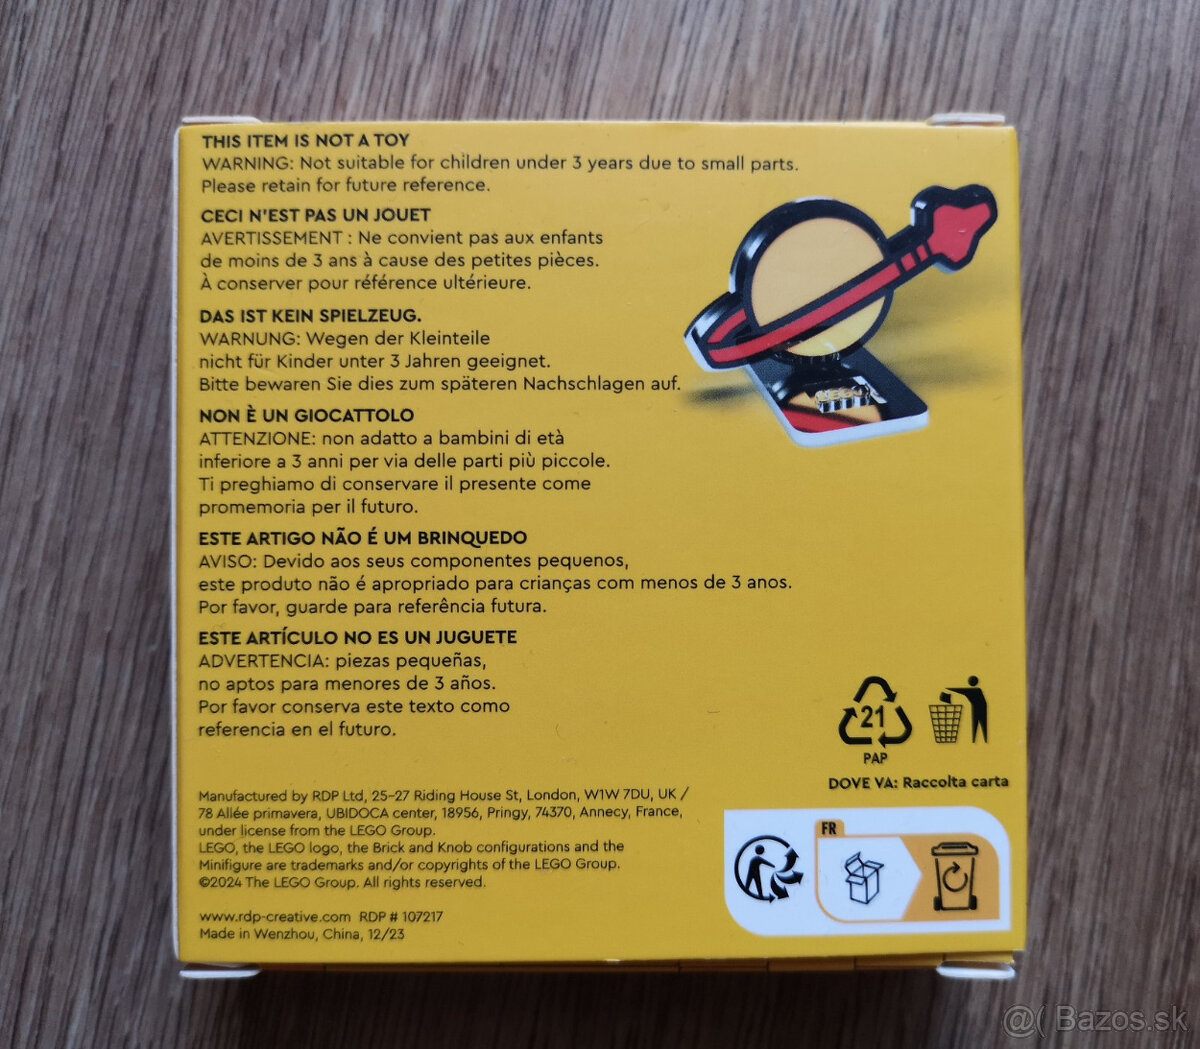 THIS ITEM IS NOT A TOY
WARNING: Not suitable for children under 3 years due to small parts.
Please retain for future reference.
CECI N'EST PAS UN JOUET
AVERTISSEMENT : Ne convient pas aux enfants
de moins de 3 ans à cause des petites pièces.
À conserver pour référence ultérieure.
DAS IST KEIN SPIELZEUG.
WARNUNG: Wegen der Kleinteile
nicht für Kinder unter 3 Jahren geeignet.
Bitte bewaren Sie dies zum späteren Nachschlagen auf.
NON È UN GIOCATTOLO
ATTENZIONE: non adatto a bambini di età
inferiore a 3 anni per via delle parti più piccole.
Ti preghiamo di conservare il presente come
promemoria per il futuro.
ESTE ARTIGO NÃO É UM BRINQUEDO
AVISO: Devido aos seus componentes pequenos,
este produto não é apropriado para crianças com menos de 3 anos.
Por favor, guarde para referência futura.
ESTE ARTÍCULO NO ES UN JUGUETE
ADVERTENCIA: piezas pequeñas,
no aptos para menores de 3 años.
Por favor conserva este texto como
referencia en el futuro.
21
PAP
DOVE VA: Raccolta carta
Manufactured by RDP Ltd, 25-27 Riding House St, London, W1W 7DU, UK /
78 Allée primavera, UBIDOCA center, 18956, Pringy, 74370, Annecy, France,
under license from the LEGO Group.
LEGO, the LEGO logo, the Brick and Knob configurations and the
Minifigure are trademarks and/or copyrights of the LEGO Group.
©2024 The LEGO Group. All rights reserved.
www.rdp-creative.com RDP # 107217
Made in Wenzhou, China, 12/23
FR
@( Bazos.sk